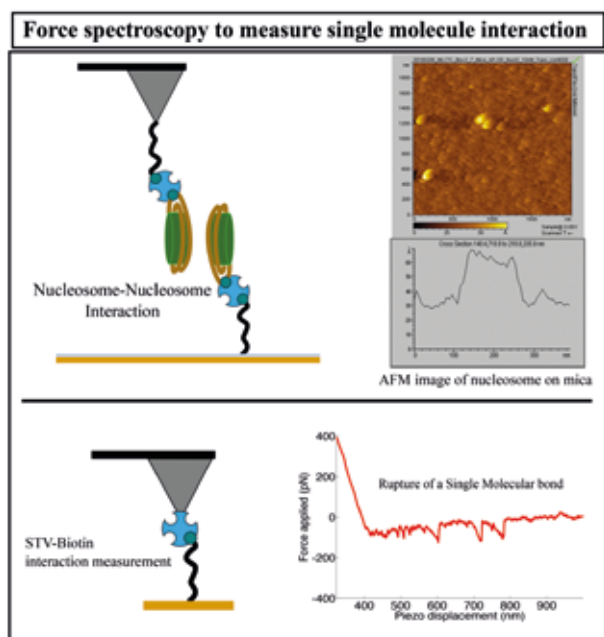 Force spectroscopy to measure single molecule interaction
Nucleosome-Nucleosome
Interaction
AFM image of nucleosome on mica
STV-Biotin
interaction measurement
Rupture of a Single Molecular bond
Force applied (pN)
400
200
0
-200
-400
400
500
600
700
800
900
Piezo displacement (nm)